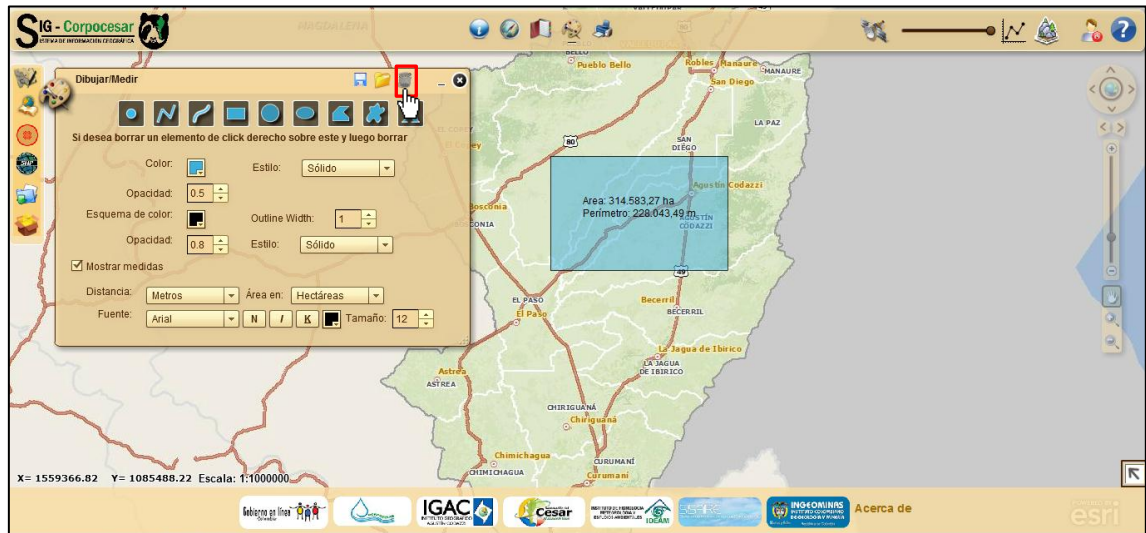 SIG - Corpocesar
SISTEMA DE INFORMACIÓN GEOGRÁFICA
MAGDALENA
BELLO
Pueblo Bello
Robles
Manaure
MANAURE
San Diego
LA PAZ
80
SAN
DIEGO
Agustín Codazzi
AGUSTÍN
CODAZZI
49
Dibujar/Medir
Si desea borrar un elemento de click derecho sobre este y luego borrar
Color:
Estilo: Sólido
Opacidad: 0.5
Esquema de color:
Outline Width: 1
Opacidad: 0.8
Estilo: Sólido
Mostrar medidas
Distancia: Metros
Área en: Hectáreas
Fuente: Arial
N I K
Tamaño: 12
Area: 314.583,27 ha
Perímetro: 228.043,49 m
EL PASO
El Paso
Becerril
BECERRIL
La Jagua de Ibirico
LA JAGUA
DE IBIRICO
Astrea
ASTREA
CHIRIGUANÁ
Chiriguaná
Chimichagua
CHIMICHAGUA
CURUMANÍ
Curumaní
X= 1559366.82 Y= 1085488.22 Escala: 1:1000000
Gobierno en línea
IGAC
INSTITUTO GEOGRÁFICO
AGUSTÍN CODAZZI
Cesar
IDEAM
INGEOMINAS
Acerca de
esri